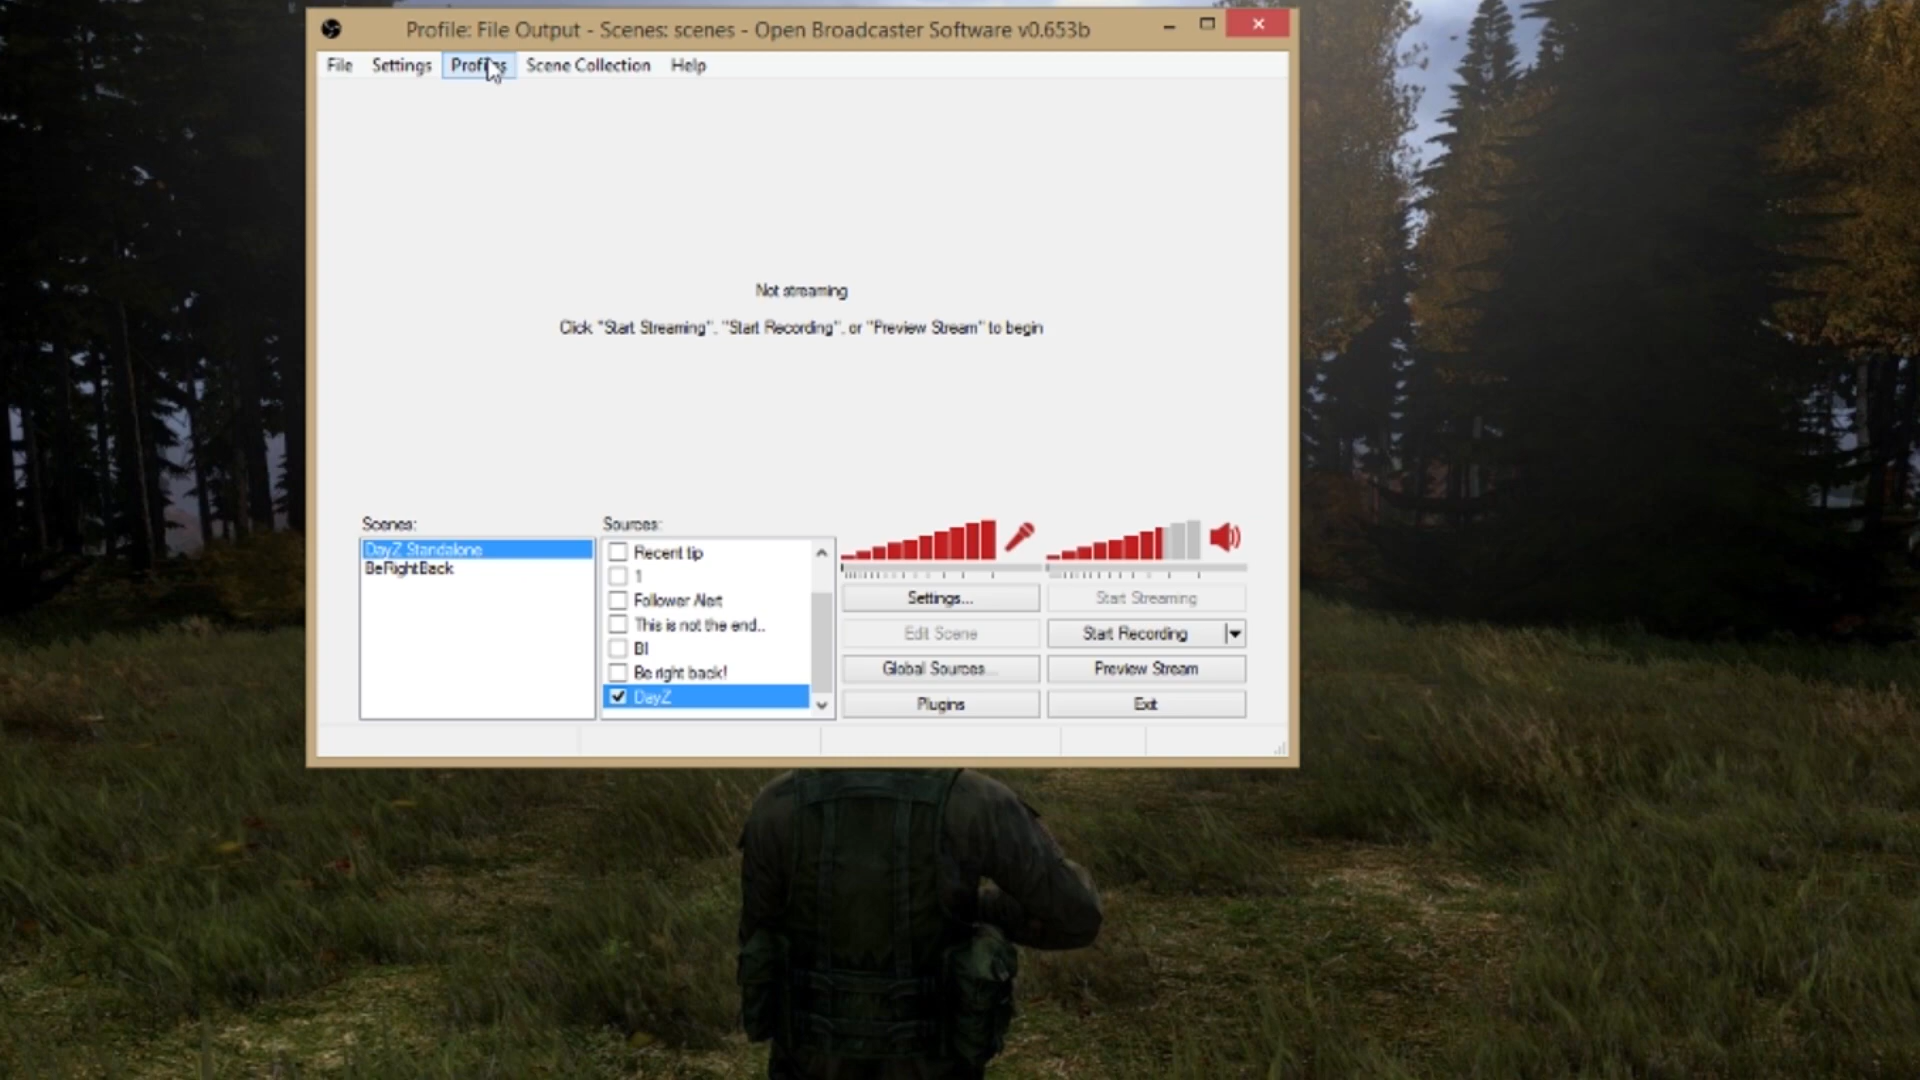 Profile: File Output - Scenes: scenes - Open Broadcaster Software v0.653b
File Settings Profiles Scene Collection Help
Not streaming
Click "Start Streaming", "Start Recording", or "Preview Stream" to begin
Scenes:
DayZ Standalone
BeRightBack
Sources:
Recent tip
1
Follower Alert
This is not the end..
BI
Be right back!
DayZ
Settings...
Edit Scene
Global Sources...
Plugins
Start Streaming
Start Recording
Preview Stream
Exit